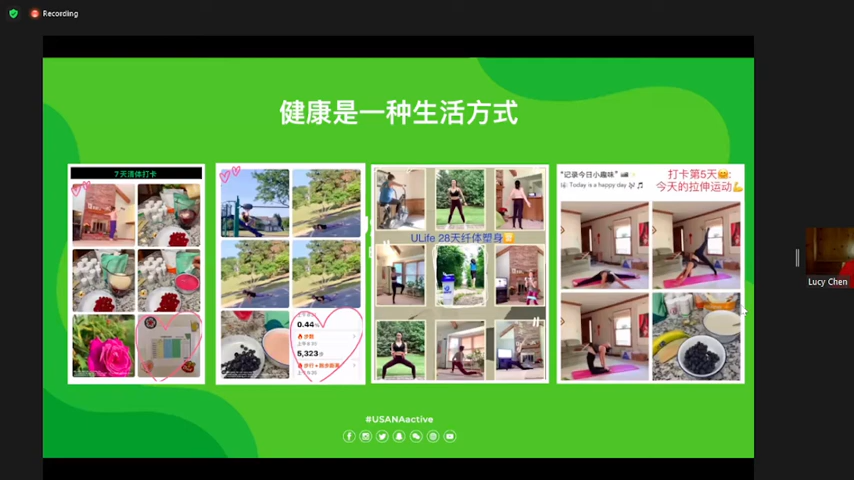 Recording
健康是一种生活方式
7天清体打卡
ULife 28天纤体塑身
"记录今日小趣味"
Today is a happy day
打卡第5天
今天的拉伸运动
0.44
步数
5,323
#USANAactive
Lucy Chen